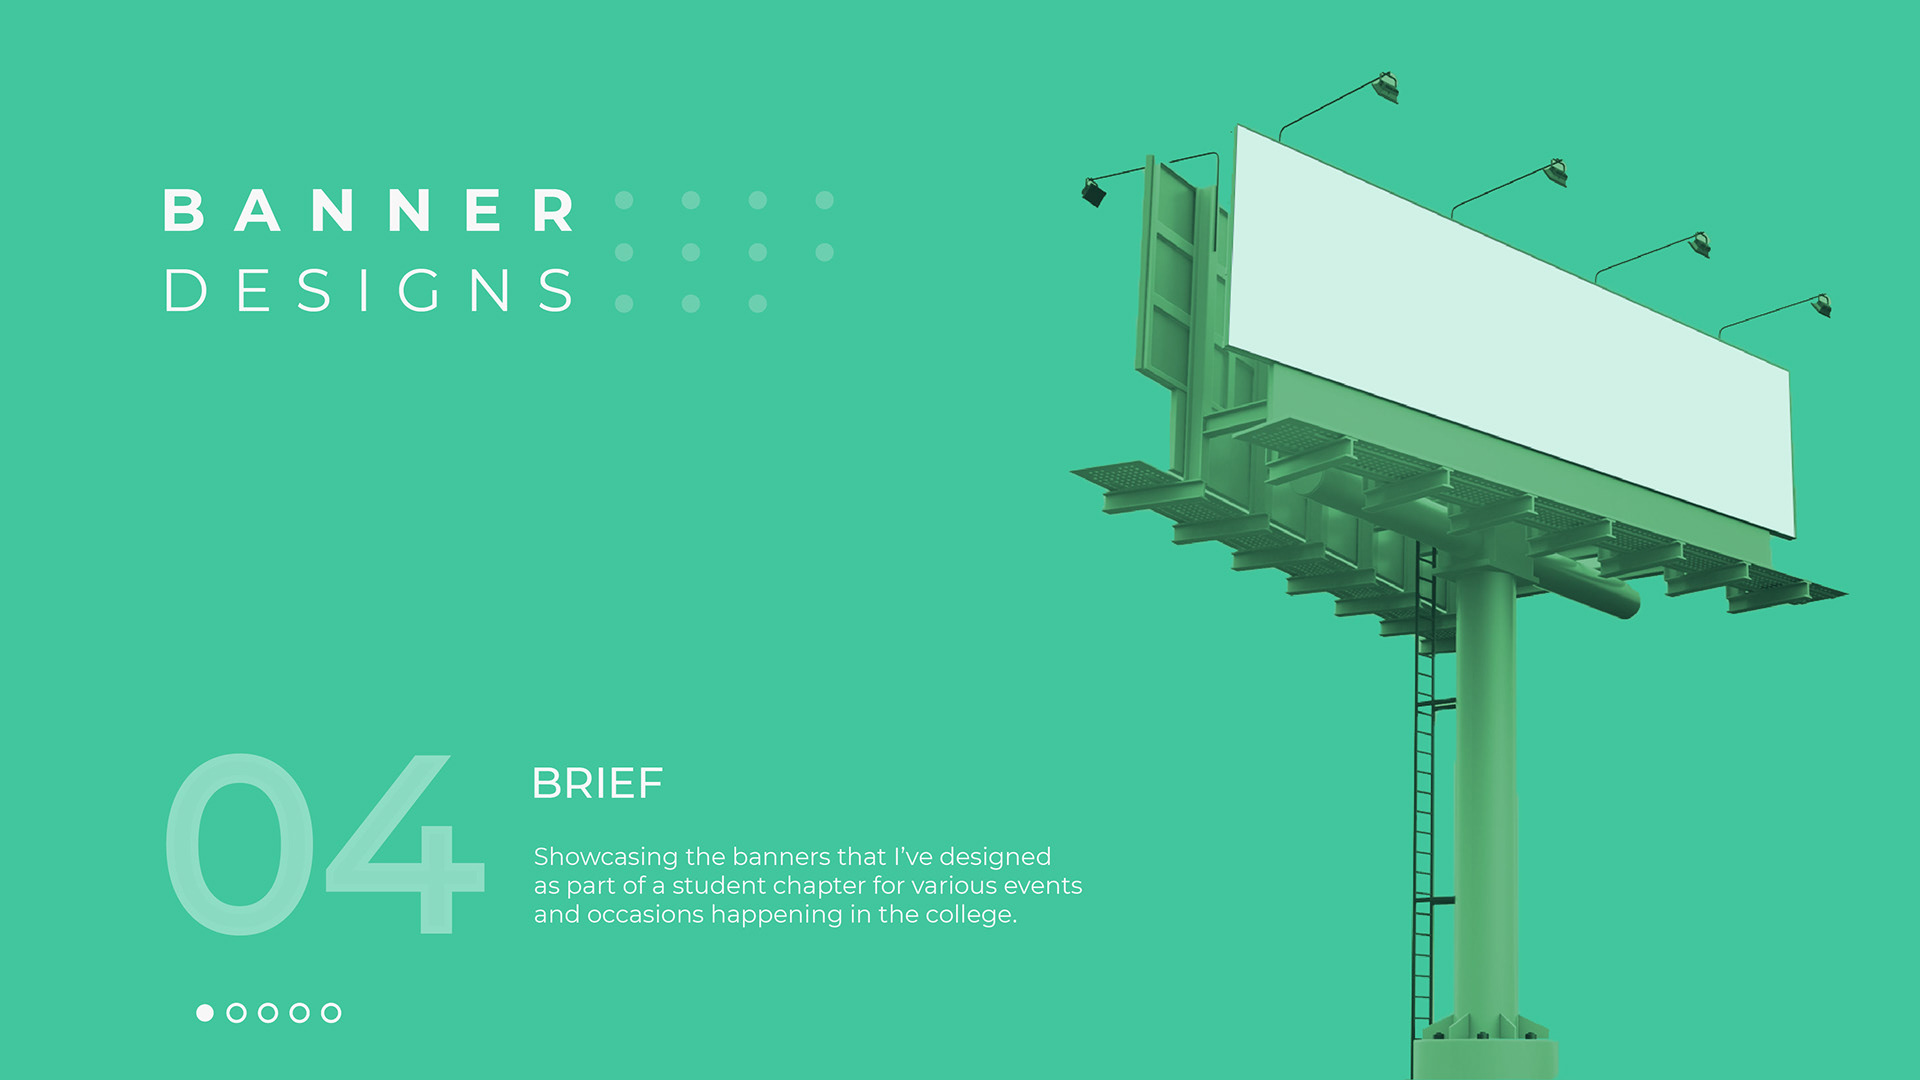 BANNER
DESIGNS
04
BRIEF
Showcasing the banners that I’ve designed
as part of a student chapter for various events
and occasions happening in the college.